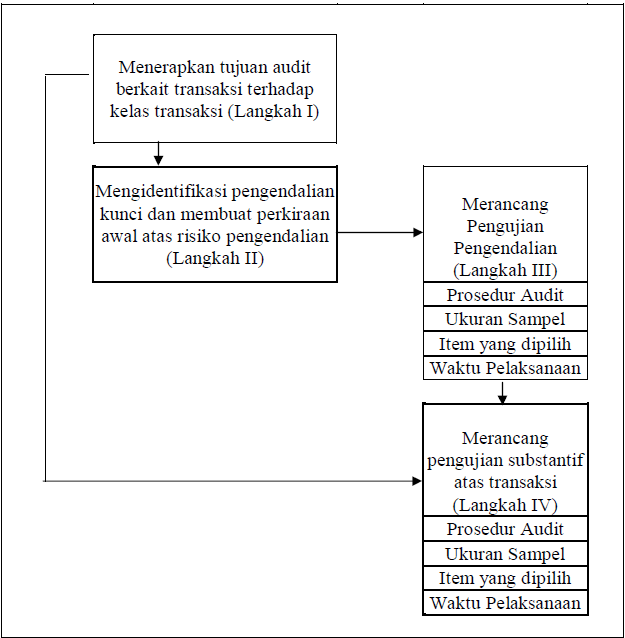 Menerapkan tujuan audit
berkait transaksi terhadap
kelas transaksi (Langkah I)
Mengidentifikasi pengendalian
kunci dan membuat perkiraan
awal atas risiko pengendalian
(Langkah II)
Merancang
Pengujian
Pengendalian
(Langkah III)
Prosedur Audit
Ukuran Sampel
Item yang dipilih
Waktu Pelaksanaan
Merancang
pengujian substantif
atas transaksi
(Langkah IV)
Prosedur Audit
Ukuran Sampel
Item yang dipilih
Waktu Pelaksanaan